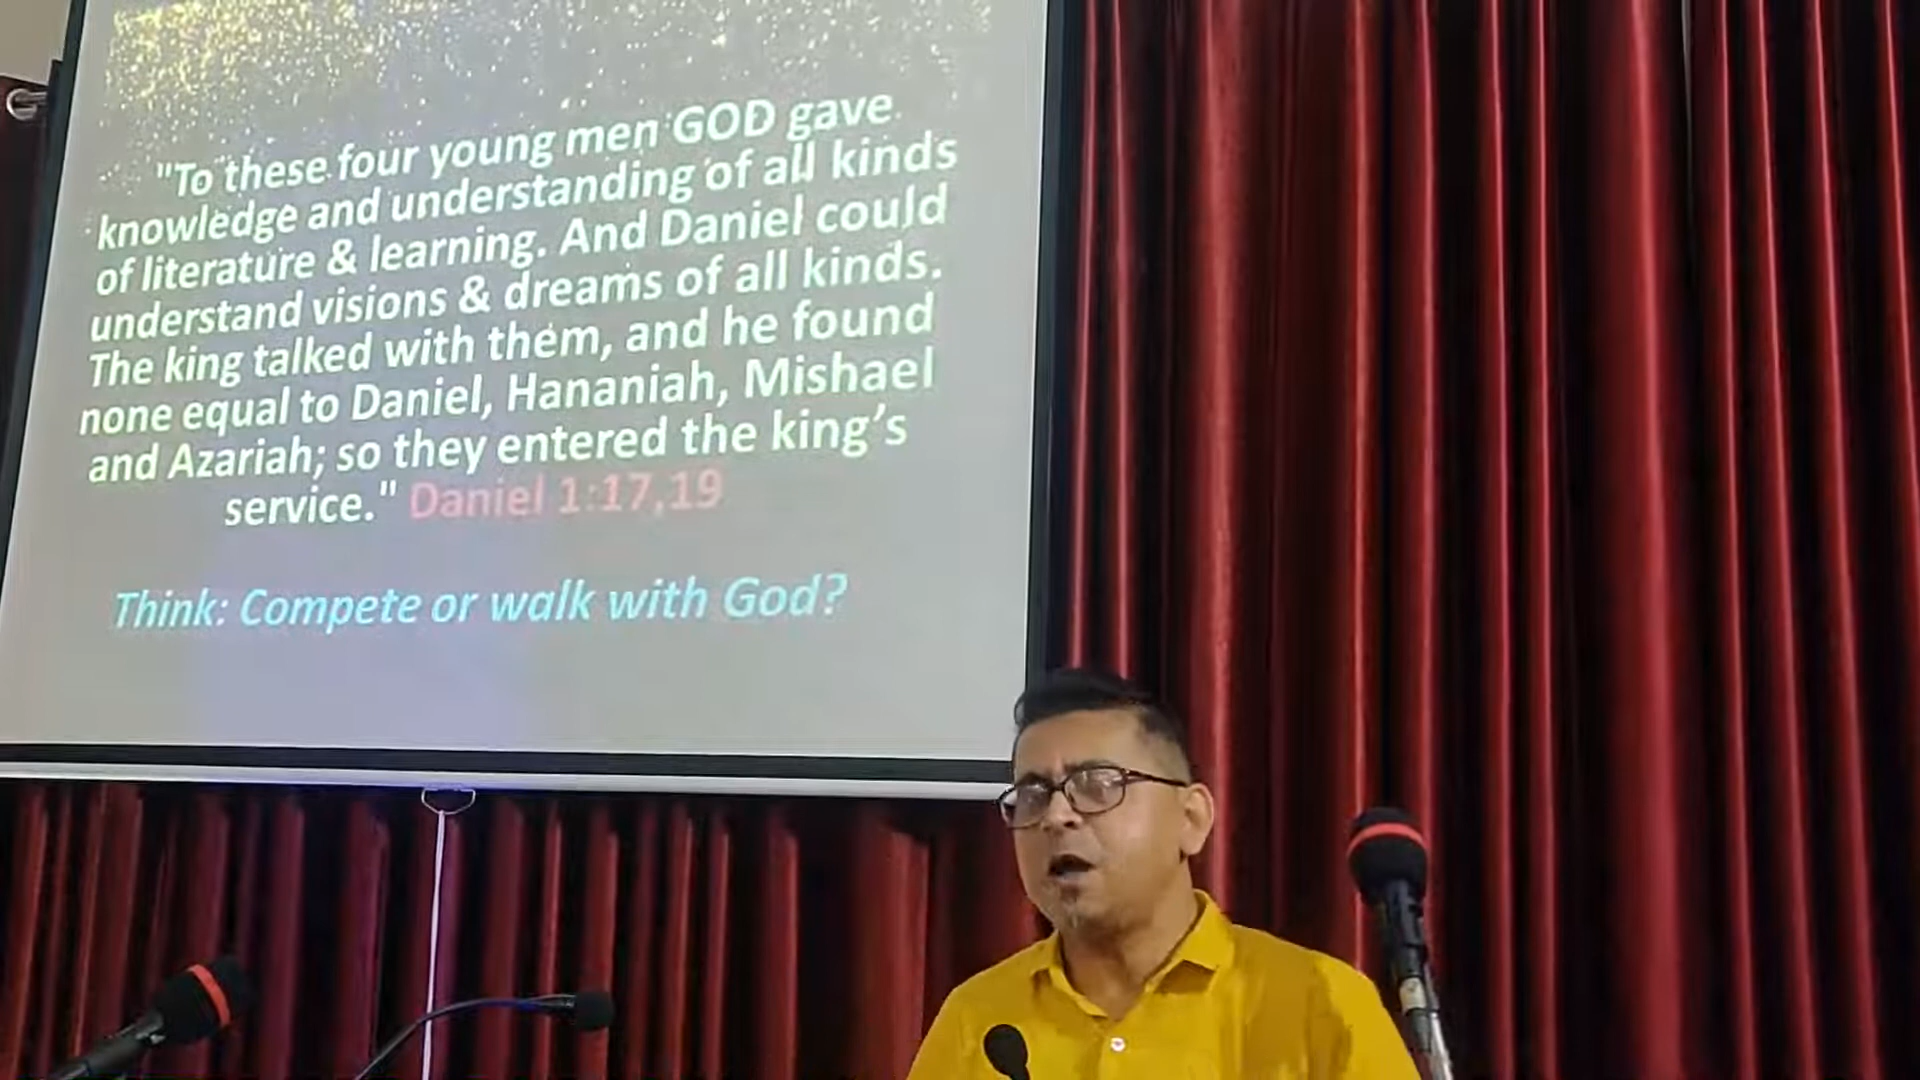 "To these four young men GOD gave
knowledge and understanding of all kinds
of literature & learning. And Daniel could
understand visions & dreams of all kinds.
The king talked with them, and he found
none equal to Daniel, Hananiah, Mishael
and Azariah; so they entered the king's
service." Daniel 1:17,19
Think: Compete or walk with God?